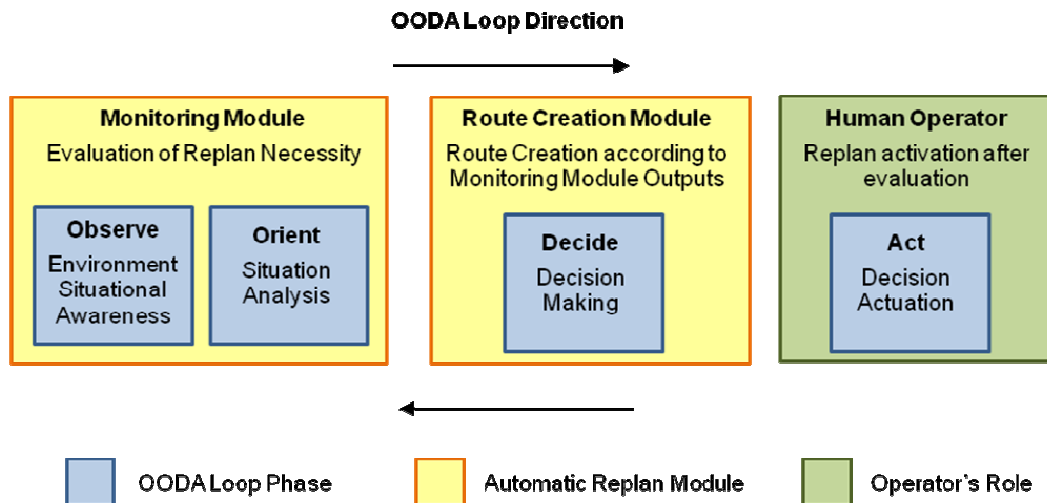 OODA Loop Direction
Monitoring Module
Evaluation of Replan Necessity
Observe
Environment
Situational
Awareness
Orient
Situation
Analysis
Route Creation Module
Route Creation according to
Monitoring Module Outputs
Decide
Decision
Making
Human Operator
Replan activation after
evaluation
Act
Decision
Actuation
OODA Loop Phase
Automatic Replan Module
Operator's Role